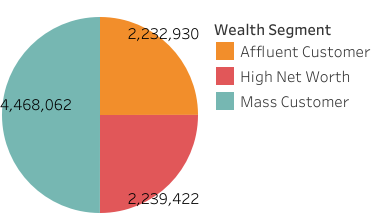 2,232,930
4,468,062
2,239,422
Wealth Segment
Affluent Customer
High Net Worth
Mass Customer